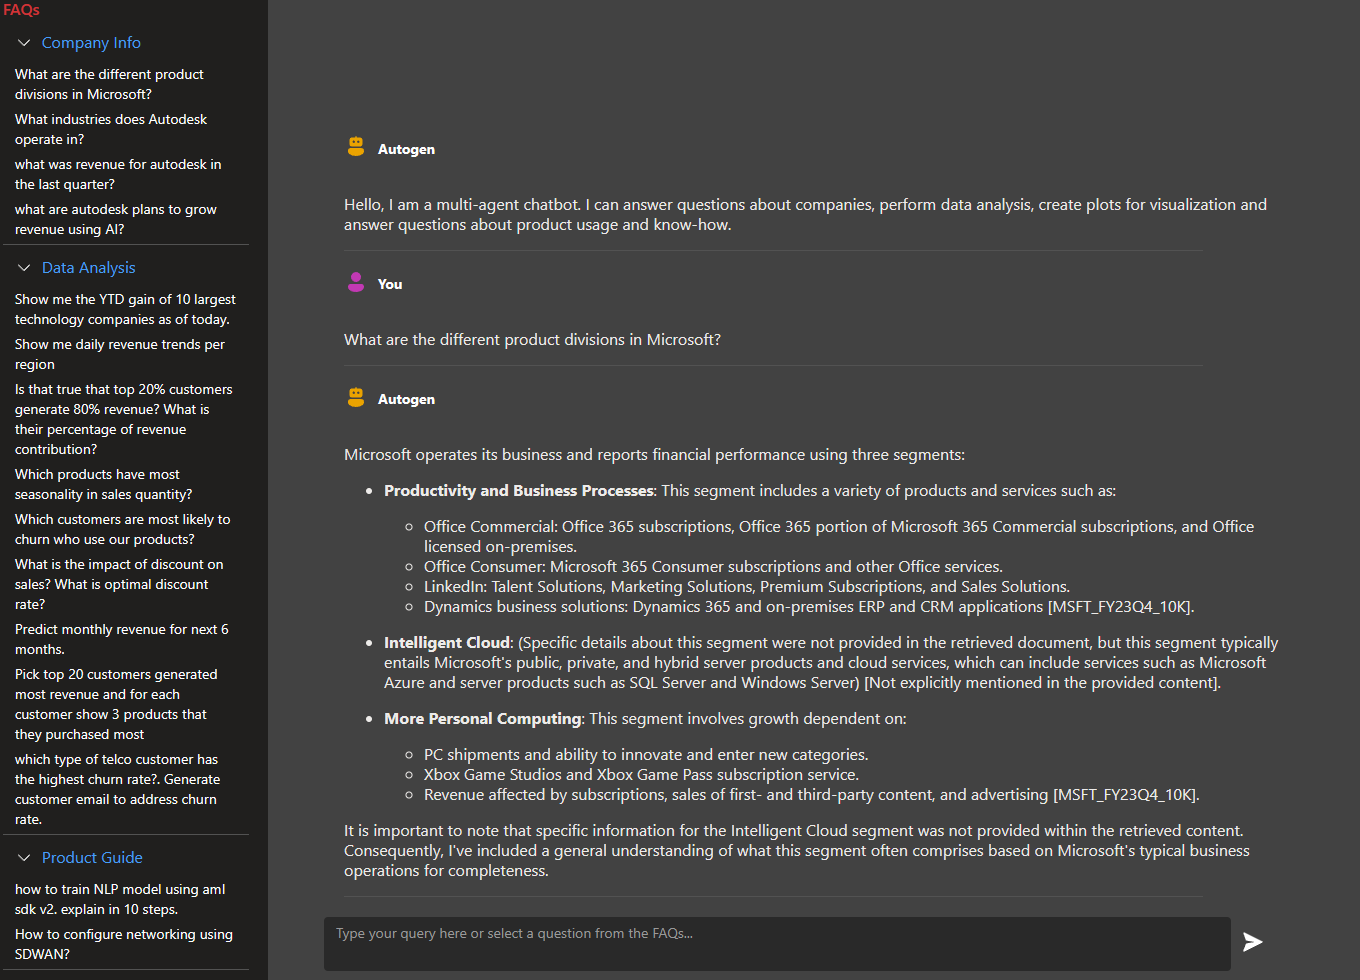 FAQs
Company Info
What are the different product
divisions in Microsoft?
What industries does Autodesk
operate in?
what was revenue for autodesk in
the last quarter?
what are autodesk plans to grow
revenue using AI?
Data Analysis
Show me the YTD gain of 10 largest
technology companies as of today.
Show me daily revenue trends per
region
Is that true that top 20% customers
generate 80% revenue? What is
their percentage of revenue
contribution?
Which products have most
seasonality in sales quantity?
Which customers are most likely to
churn who use our products?
What is the impact of discount on
sales? What is optimal discount
rate?
Predict monthly revenue for next 6
months.
Pick top 20 customers generated
most revenue and for each
customer show 3 products that
they purchased most
which type of telco customer has
the highest churn rate?. Generate
customer email to address churn
rate.
Product Guide
how to train NLP model using aml
sdk v2. explain in 10 steps.
How to configure networking using
SDWAN?
Autogen
Hello, I am a multi-agent chatbot. I can answer questions about companies, perform data analysis, create plots for visualization and
answer questions about product usage and know-how.
You
What are the different product divisions in Microsoft?
Autogen
Microsoft operates its business and reports financial performance using three segments:
• Productivity and Business Processes: This segment includes a variety of products and services such as:
◦ Office Commercial: Office 365 subscriptions, Office 365 portion of Microsoft 365 Commercial subscriptions, and Office
licensed on-premises.
◦ Office Consumer: Microsoft 365 Consumer subscriptions and other Office services.
◦ LinkedIn: Talent Solutions, Marketing Solutions, Premium Subscriptions, and Sales Solutions.
◦ Dynamics business solutions: Dynamics 365 and on-premises ERP and CRM applications [MSFT_FY23Q4_10K].
• Intelligent Cloud: (Specific details about this segment were not provided in the retrieved document, but this segment typically
entails Microsoft's public, private, and hybrid server products and cloud services, which can include services such as Microsoft
Azure and server products such as SQL Server and Windows Server) [Not explicitly mentioned in the provided content].
• More Personal Computing: This segment involves growth dependent on:
◦ PC shipments and ability to innovate and enter new categories.
◦ Xbox Game Studios and Xbox Game Pass subscription service.
◦ Revenue affected by subscriptions, sales of first- and third-party content, and advertising [MSFT_FY23Q4_10K].
It is important to note that specific information for the Intelligent Cloud segment was not provided within the retrieved content.
Consequently, I've included a general understanding of what this segment often comprises based on Microsoft's typical business
operations for completeness.
Type your query here or select a question from the FAQs...